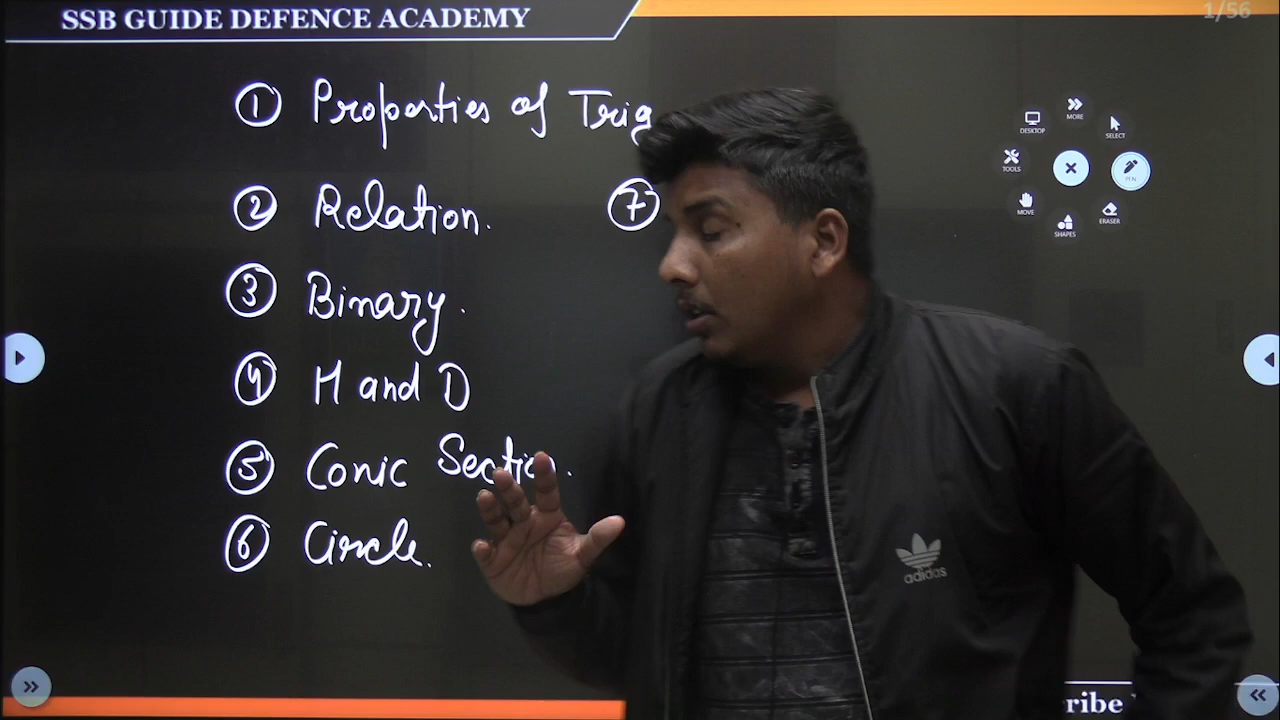 SSB GUIDE DEFENCE ACADEMY
1/56
① Properties of Trig
② Relation.
⑦
③ Binary.
④ H and D
⑤ Conic Section.
⑥ Circle.
MORE
DESKTOP
SELECT
TOOLS
PEN
MOVE
ERASER
SHAPES
adidas
ribe